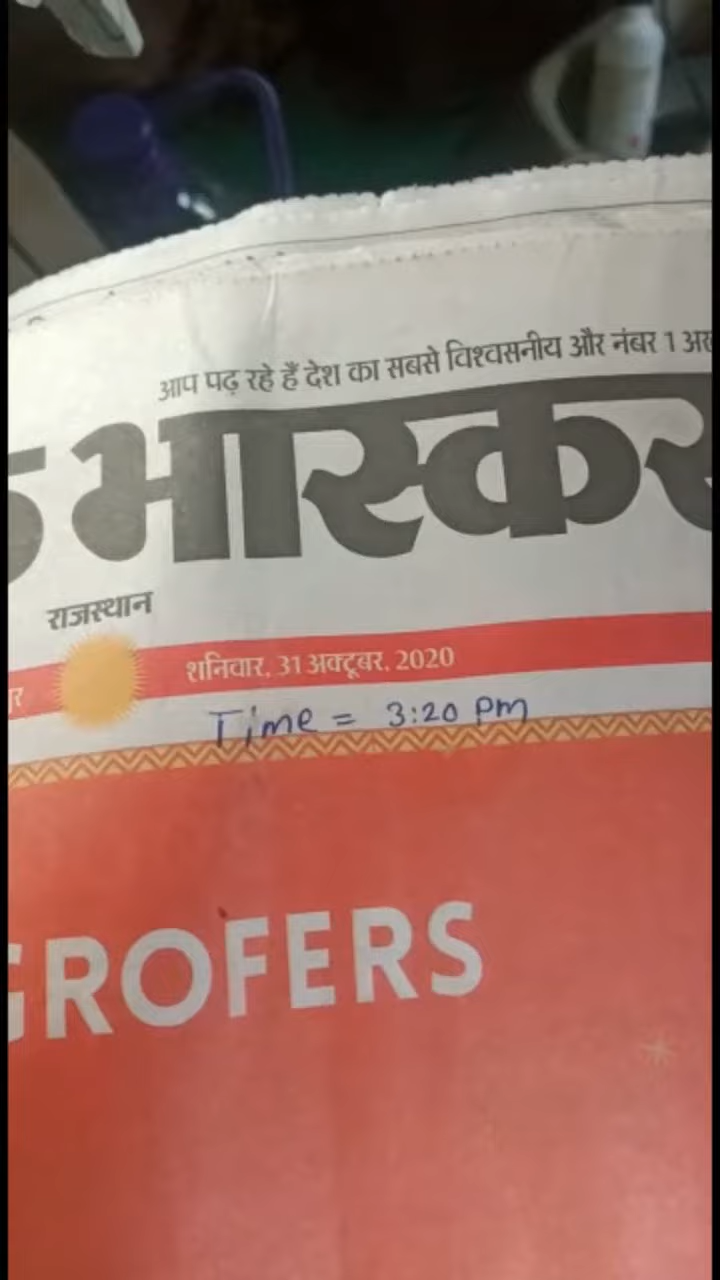 आप पढ़ रहे हैं देश का सबसे विश्वसनीय और नंबर 1
भास्कर
राजस्थान
शनिवार, 31 अक्टूबर, 2020
Time = 3:20 pm
GROFERS